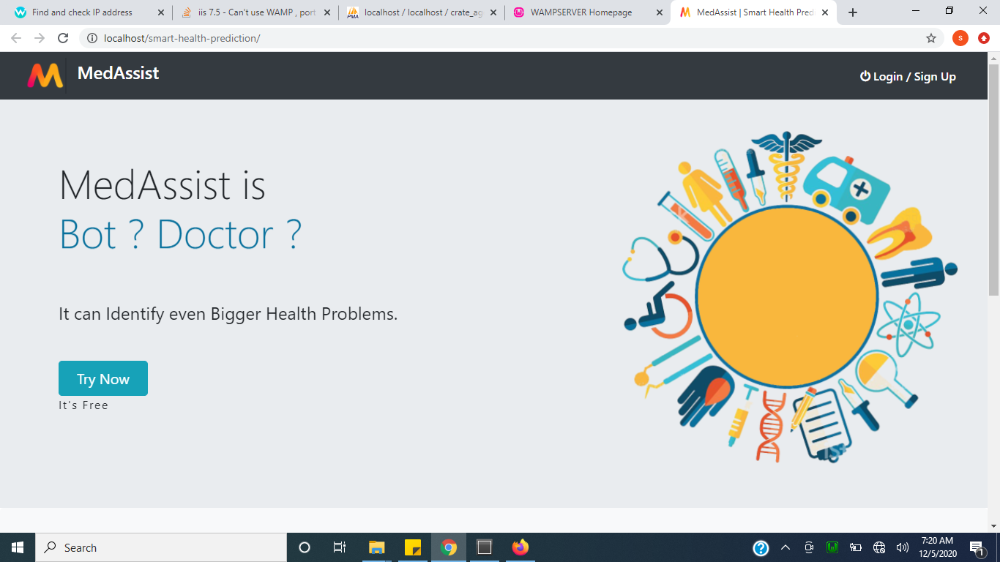 Find and check IP address
iis 7.5 - Can't use WAMP , port
localhost / localhost / crate_ag
WAMPSERVER Homepage
MedAssist | Smart Health Pred
localhost/smart-health-prediction/
S
MedAssist
Login / Sign Up
MedAssist is
Bot ? Doctor ?
It can Identify even Bigger Health Problems.
Try Now
It's Free
Search
7:20 AM
12/5/2020
1